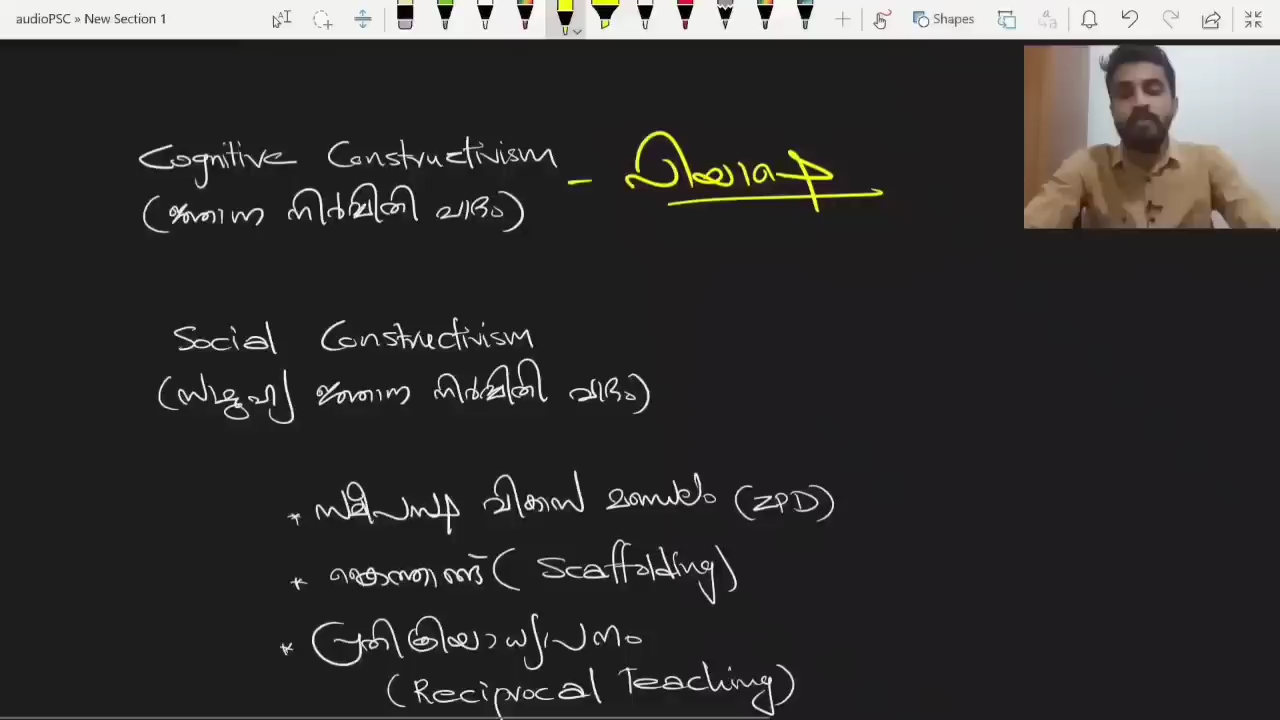 audioPSC » New Section 1
Shapes
Cognitive Constructivism
(ജ്ഞാന നിർമ്മിതി വാദം) - പിയാഷെ
Social Constructivism
(സാമൂഹ്യ ജ്ഞാന നിർമ്മിതി വാദം)
* സമീപസ്ഥ വികാസ മണ്ഡലം (ZPD)
* കൈത്താങ്ങ് (Scaffolding)
* പ്രതിക്രിയാധ്യാപനം
(Reciprocal Teaching)